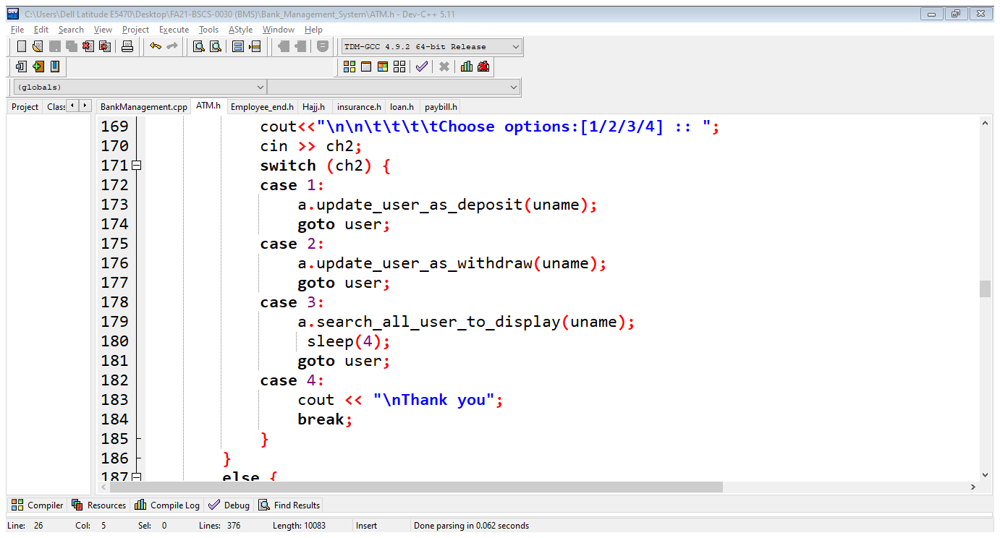 C:\Users\Dell Latitude E5470\Desktop\FA21-BSCS-0030 (BMS)\Bank_Management_System\ATM.h - Dev-C++ 5.11
File Edit Search View Project Execute Tools AStyle Window Help
TDM-GCC 4.9.2 64-bit Release
(globals)
Project Clas BankManagement.cpp ATM.h Employee_end.h Hajj.h insurance.h loan.h paybill.h
169 cout<<"\n\n\t\t\t\tChoose options:[1/2/3/4] :: ";
170 cin >> ch2;
171 switch (ch2) {
172 case 1:
173 a.update_user_as_deposit(uname);
174 goto user;
175 case 2:
176 a.update_user_as_withdraw(uname);
177 goto user;
178 case 3:
179 a.search_all_user_to_display(uname);
180 sleep(4);
181 goto user;
182 case 4:
183 cout << "\nThank you";
184 break;
185 }
186 }
187 else {
Compiler Resources Compile Log Debug Find Results
Line: 26 Col: 5 Sel: 0 Lines: 376 Length: 10083 Insert Done parsing in 0.062 seconds